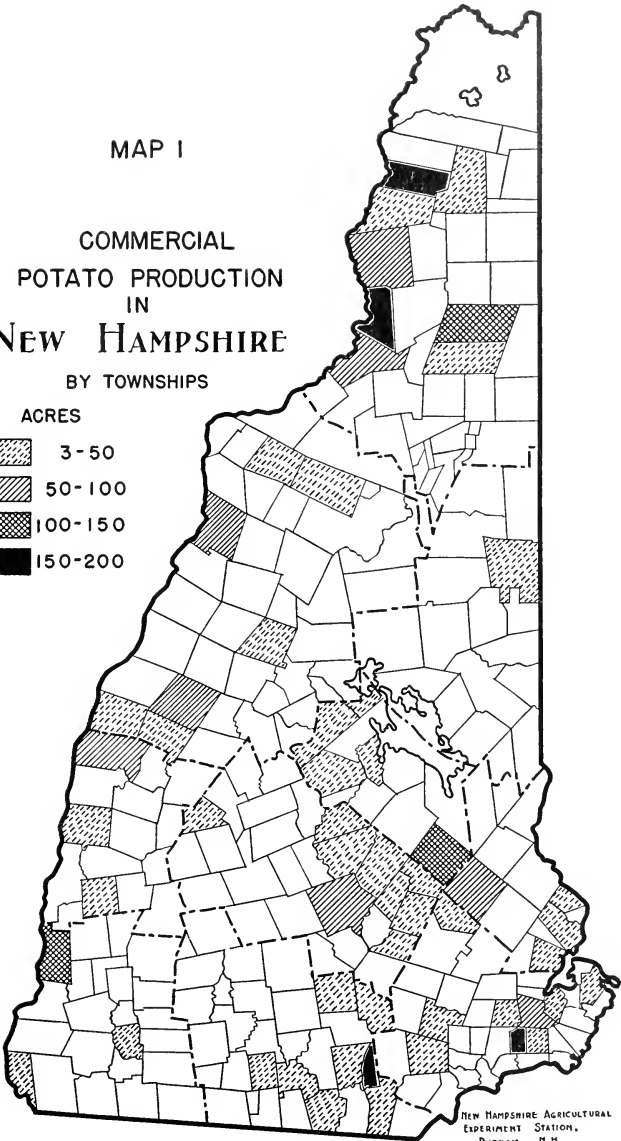 MAP I
COMMERCIAL
POTATO PRODUCTION
IN
NEW HAMPSHIRE
BY TOWNSHIPS
ACRES
3-50
50-100
100-150
150-200
NEW HAMPSHIRE AGRICULTURAL
EXPERIMENT STATION,
DURHAM, N.H.